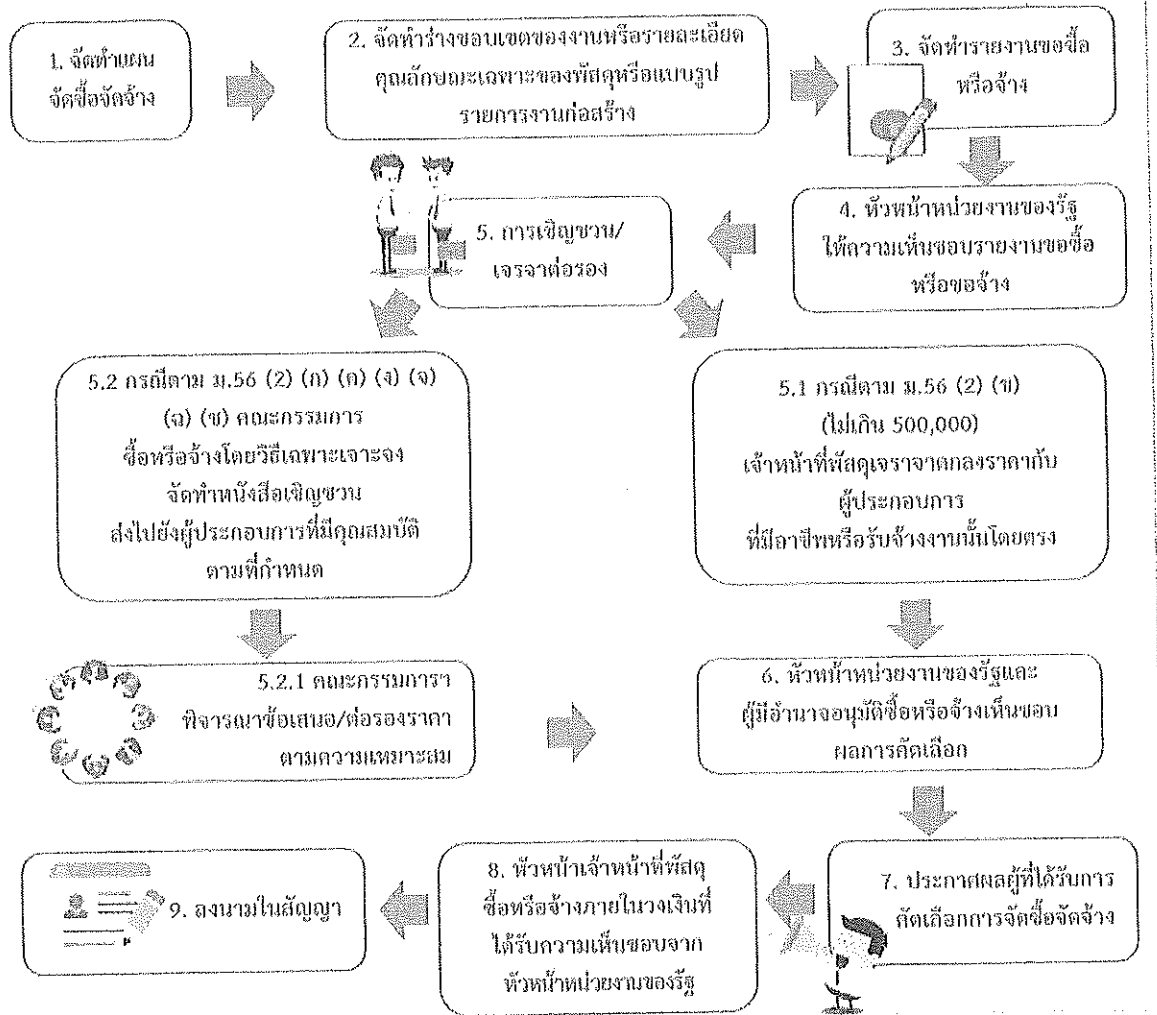 1. จัดทำแผน
จัดซื้อจัดจ้าง
2. จัดทำร่างขอบเขตของงานหรือรายละเอียด
คุณลักษณะเฉพาะของพัสดุหรือแบบรูป
รายการงานก่อสร้าง
3. จัดทำรายงานขอซื้อ
หรือจ้าง
4. หัวหน้าหน่วยงานของรัฐ
ให้ความเห็นชอบรายงานขอซื้อ
หรือขอจ้าง
5. การเชิญชวน/
เจรจาต่อรอง
5.2 กรณีตาม ม.56 (2) (ก) (ค) (ง) (จ)
(ฉ) (ช) คณะกรรมการ
ซื้อหรือจ้างโดยวิธีเฉพาะเจาะจง
จัดทำหนังสือเชิญชวน
ส่งไปยังผู้ประกอบการที่มีคุณสมบัติ
ตามที่กำหนด
5.1 กรณีตาม ม.56 (2) (ข)
(ไม่เกิน 500,000)
เจ้าหน้าที่พัสดุเจราจาตกลงราคากับ
ผู้ประกอบการ
ที่มีอาชีพหรือรับจ้างงานนั้นโดยตรง
5.2.1 คณะกรรมการฯ
พิจารณาข้อเสนอ/ต่อรองราคา
ตามความเหมาะสม
6. หัวหน้าหน่วยงานของรัฐและ
ผู้มีอำนาจอนุมัติซื้อหรือจ้างเห็นชอบ
ผลการคัดเลือก
7. ประกาศผลผู้ที่ได้รับการ
คัดเลือกการจัดซื้อจัดจ้าง
8. หัวหน้าเจ้าหน้าที่พัสดุ
ซื้อหรือจ้างภายในวงเงินที่
ได้รับความเห็นชอบจาก
หัวหน้าหน่วยงานของรัฐ
9. ลงนามในสัญญา